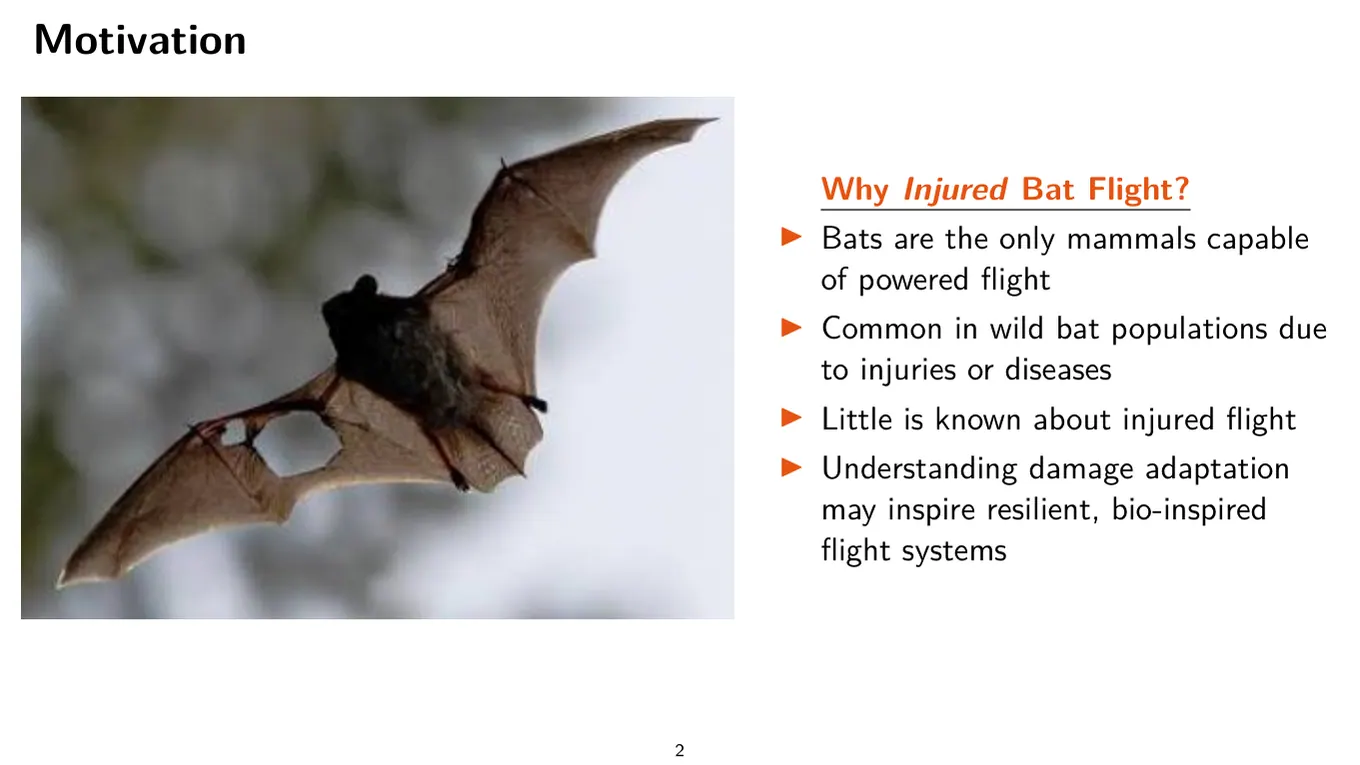 Motivation
Why Injured Bat Flight?
Bats are the only mammals capable
of powered flight
Common in wild bat populations due
to injuries or diseases
Little is known about injured flight
Understanding damage adaptation
may inspire resilient, bio-inspired
flight systems
2